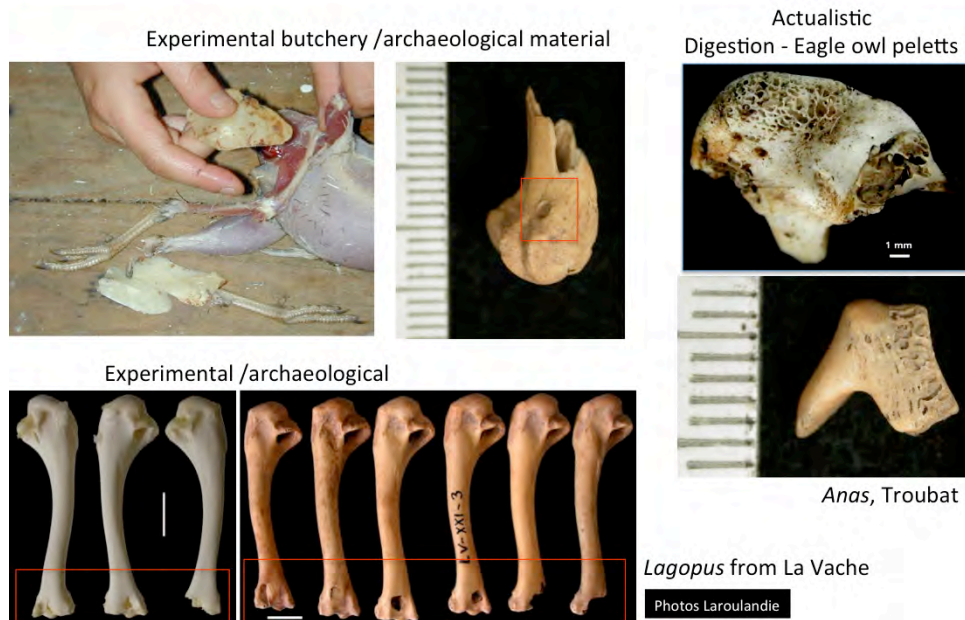 Experimental butchery /archaeological material
Actualistic
Digestion - Eagle owl peletts
1 mm
Experimental /archaeological
L.V-XXI-3
Anas, Troubat
Lagopus from La Vache
Photos Laroulandie